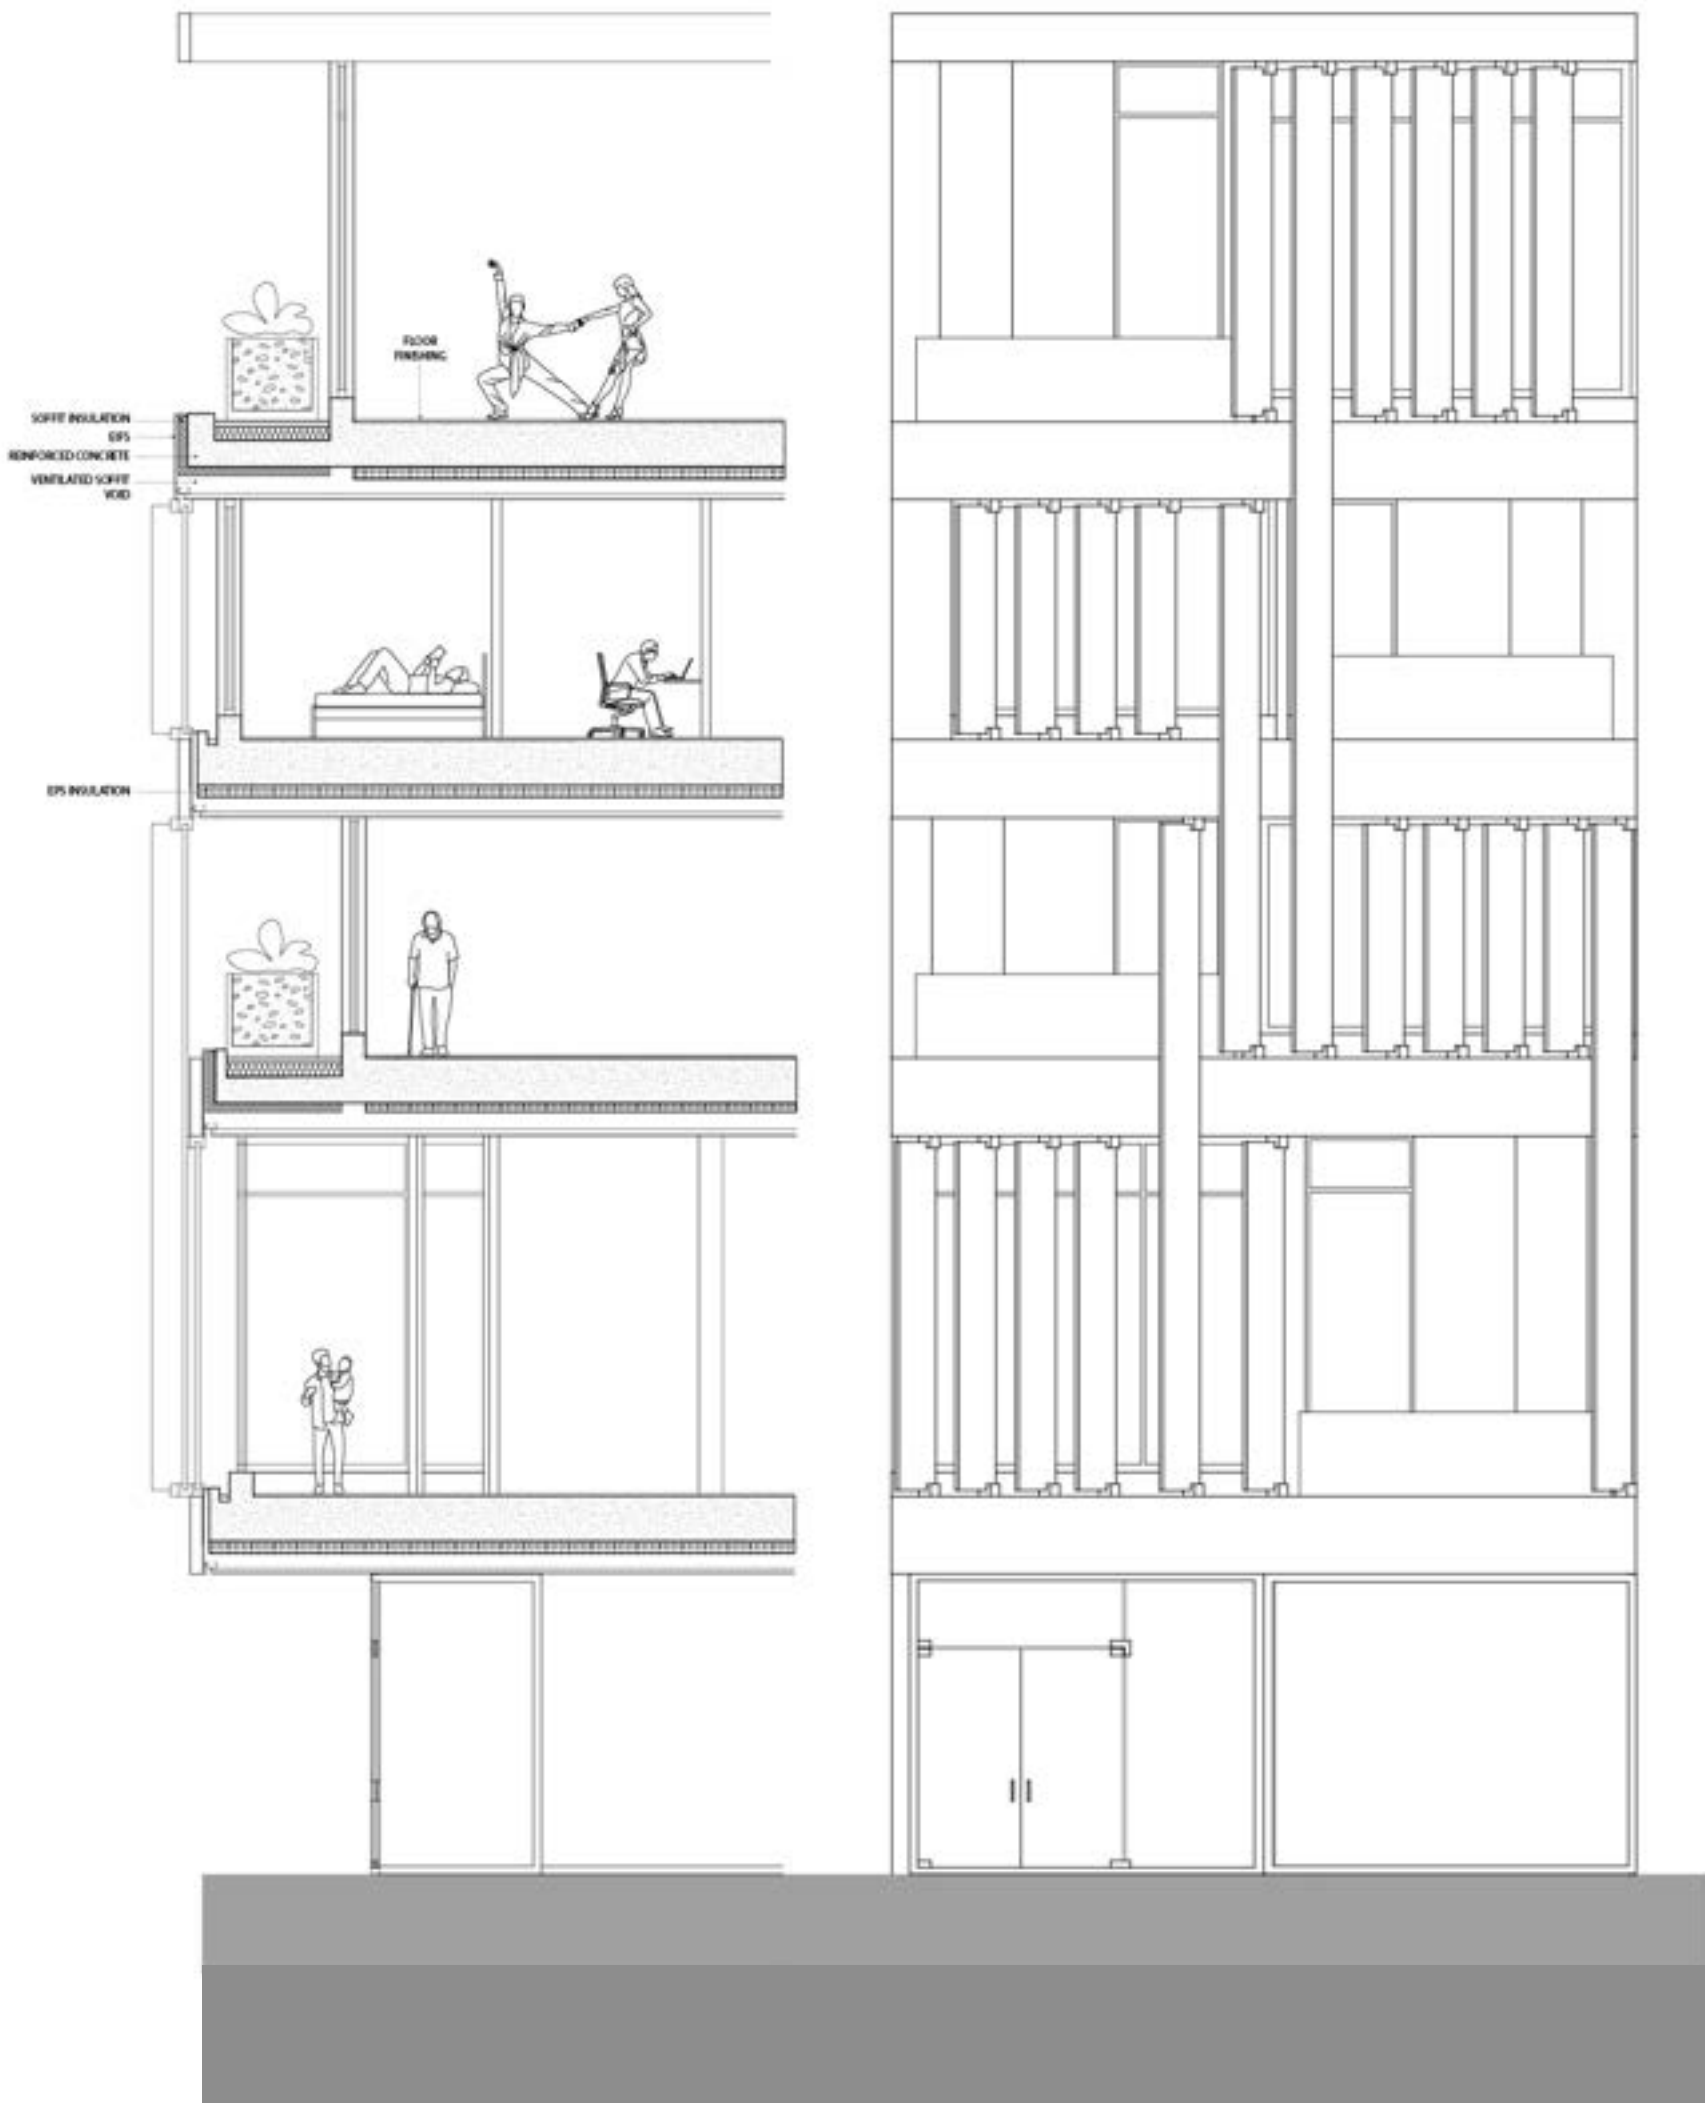 FLOOR
FINISHING
SOFFIT INSULATION
EIFS
REINFORCED CONCRETE
VENTILATED SOFFIT
VOID
EPS INSULATION